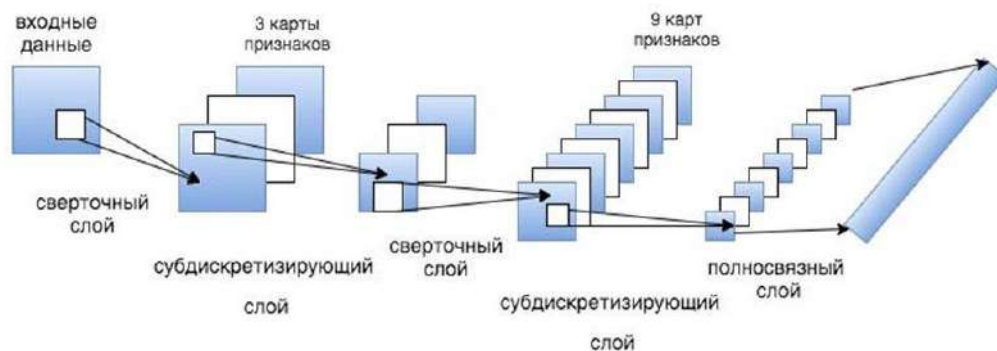 входные
данные
3 карты
признаков
9 карт
признаков
сверточный
слой
субдискретизирующий
слой
сверточный
слой
субдискретизирующий
слой
полносвязный
слой